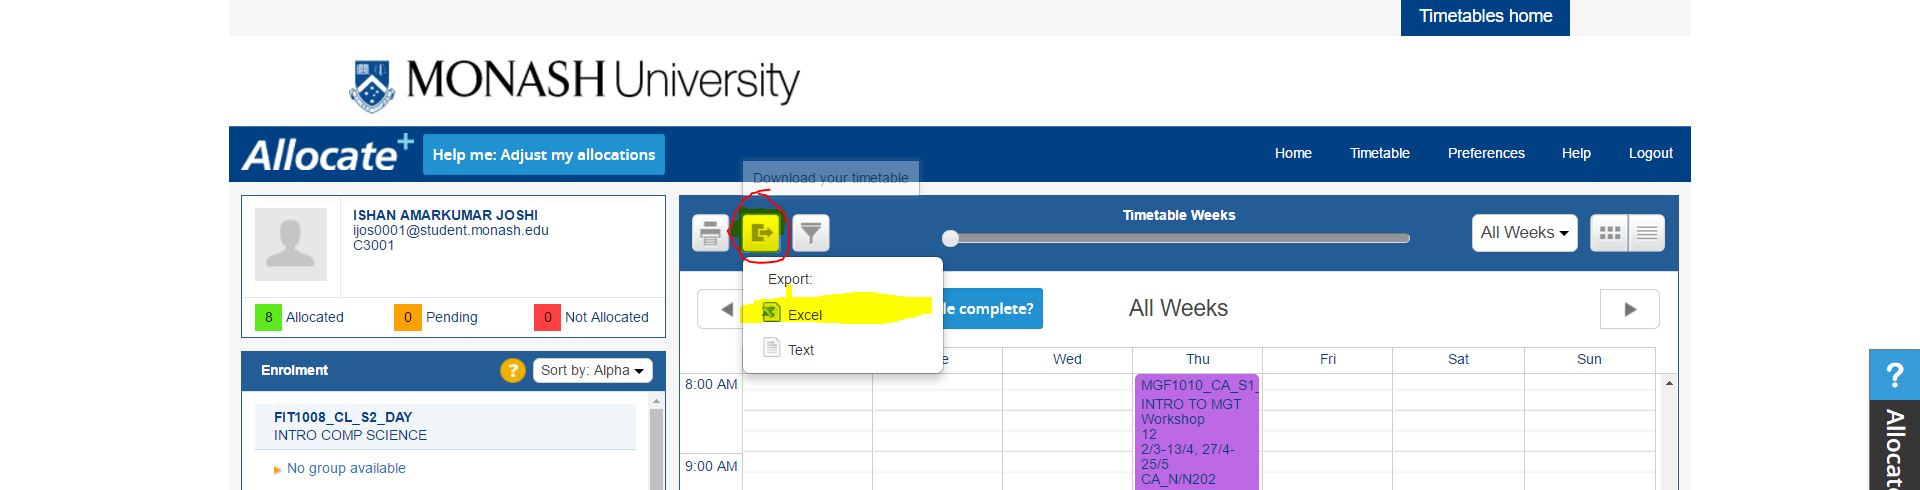 Timetables home
MONASH University
Allocate+
Help me: Adjust my allocations
Home
Timetable
Preferences
Help
Logout
Download your timetable
ISHAN AMARKUMAR JOSHI
ijos0001@student.monash.edu
C3001
8 Allocated
0 Pending
0 Not Allocated
Enrolment
?
Sort by: Alpha
FIT1008_CL_S2_DAY
INTRO COMP SCIENCE
No group available
Timetable Weeks
All Weeks
Export:
Excel
Text
le complete?
All Weeks
e
Wed
Thu
Fri
Sat
Sun
8:00 AM
9:00 AM
MGF1010_CA_S1_
INTRO TO MGT
Workshop
12
2/3-13/4, 27/4-
25/5
CA_N/N202
?
Allocat